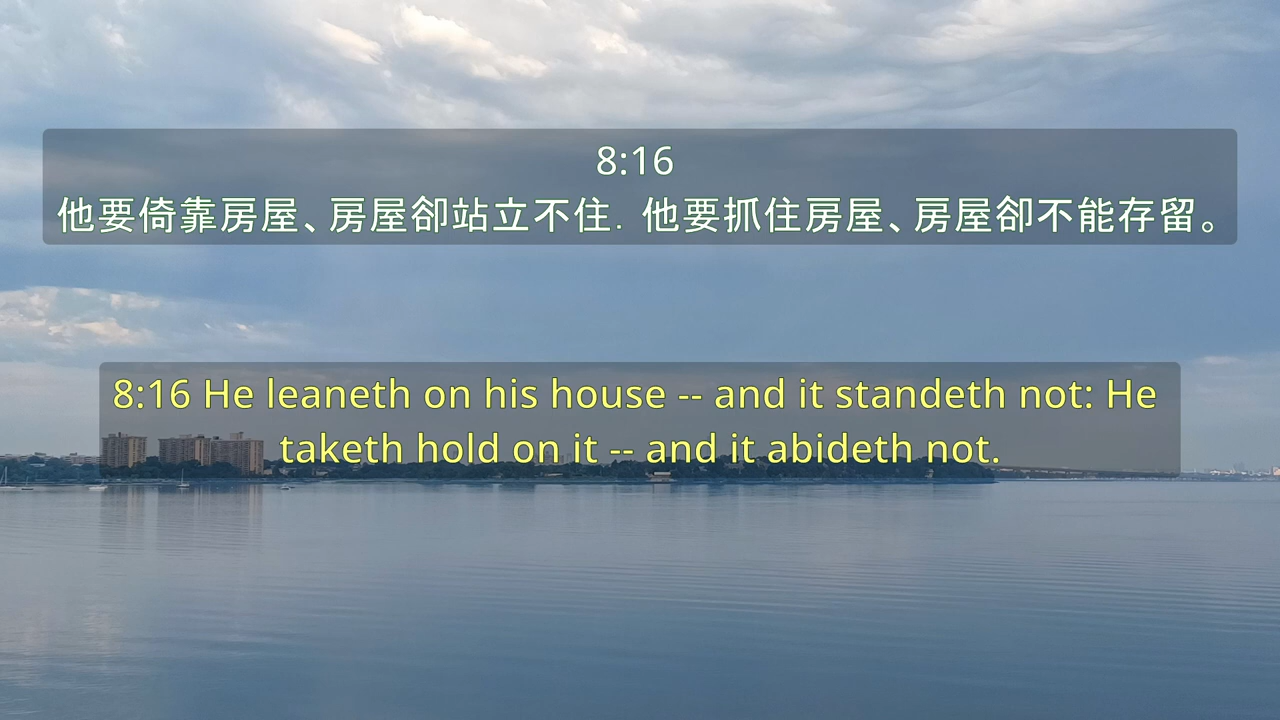 8:16
他要倚靠房屋、房屋卻站立不住. 他要抓住房屋、房屋卻不能存留。
8:16 He leaneth on his house -- and it standeth not: He
taketh hold on it -- and it abideth not.